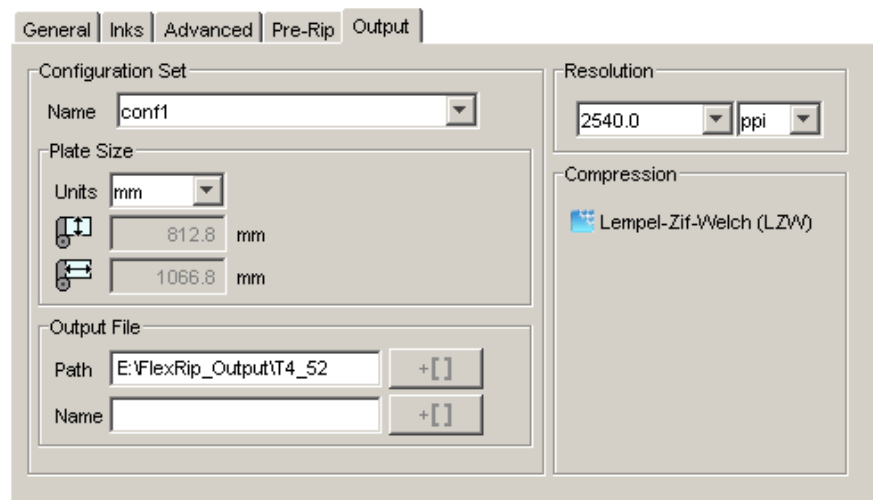 General Inks Advanced Pre-Rip Output
Configuration Set
Name conf1
Plate Size
Units mm
812.8 mm
1066.8 mm
Output File
Path E:\FlexRip_Output\T4_52 +[]
Name +[]
Resolution
2540.0 ppi
Compression
Lempel-Zif-Welch (LZW)